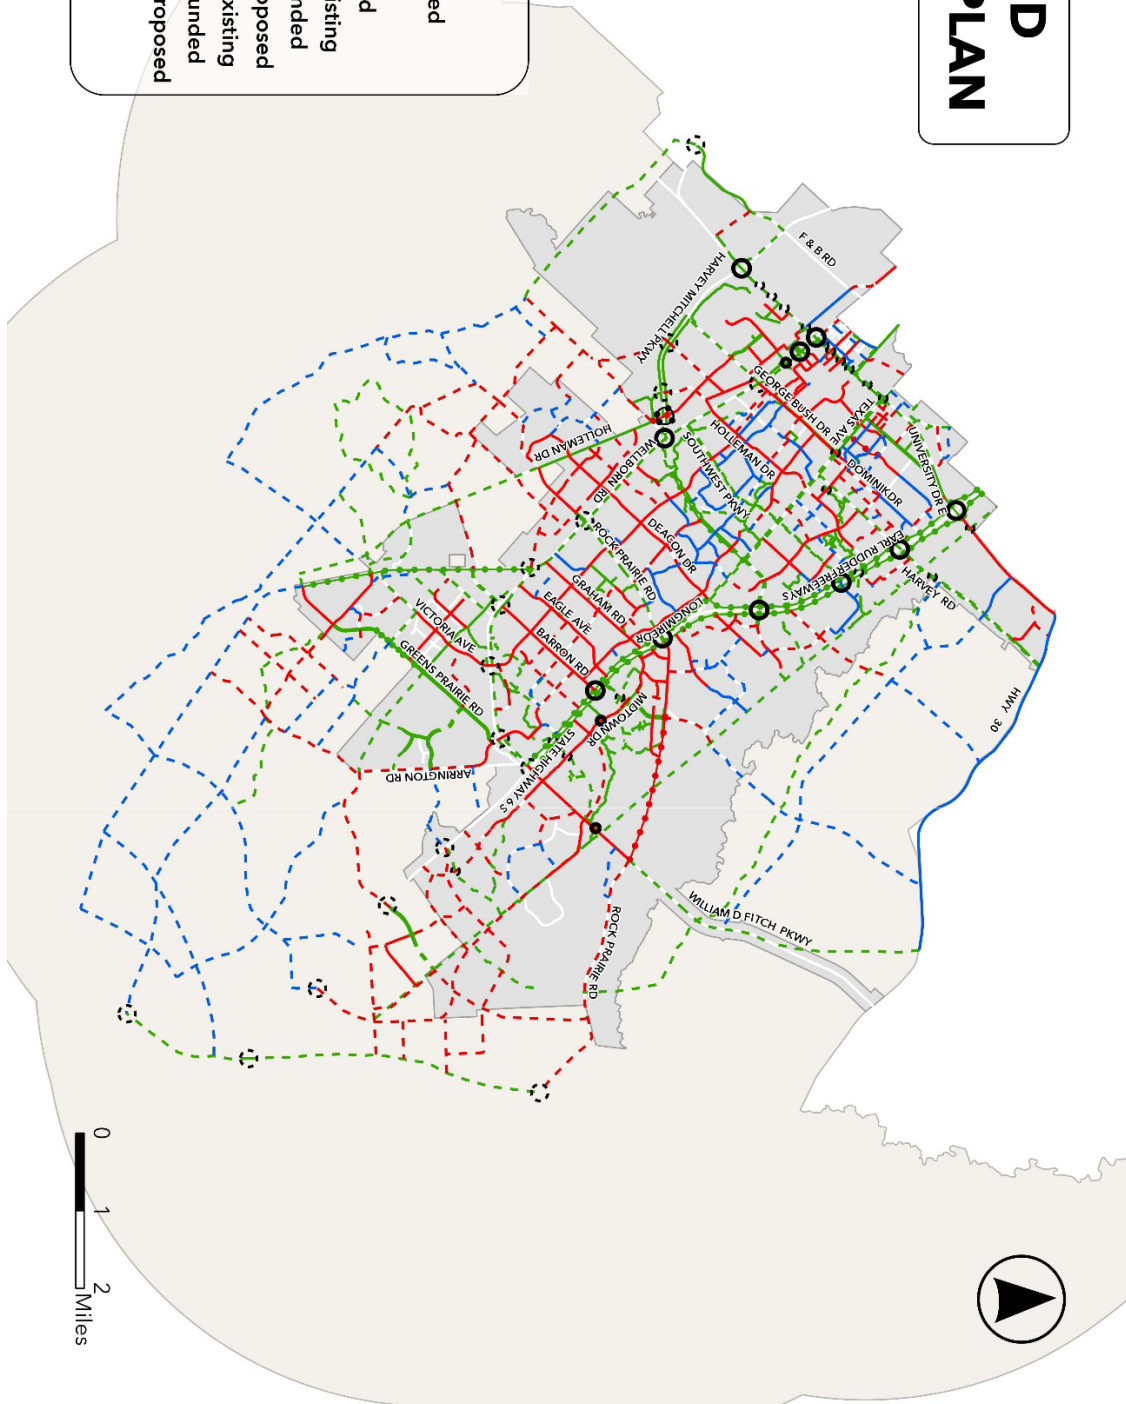 D
PLAN
ed
isting
d
nded
oposed
xisting
unded
roposed
F & B RD
HARVEY MITCHELL PKWY
GEORGE BUSH DR
TEXAS AVE
UNIVERSITY DR E
DOMINIK DR
HOLLEMAN DR
SOUTHWEST PKWY
HOLLEMAN DR
WELLBORN RD
EARL RUDDER FREEWAY S
HARVEY RD
HWY 30
DEACON DR
ROCK PRAIRIE RD
GRAHAM RD
EAGLE AVE
BARRON RD
LONGMIRE DR
VICTORIA AVE
GREENS PRAIRIE RD
MIDTOWN DR
STATE HIGHWAY 6 S
ARRINGTON RD
WILLIAM D FITCH PKWY
ROCK PRAIRIE RD
0
1
2
Miles